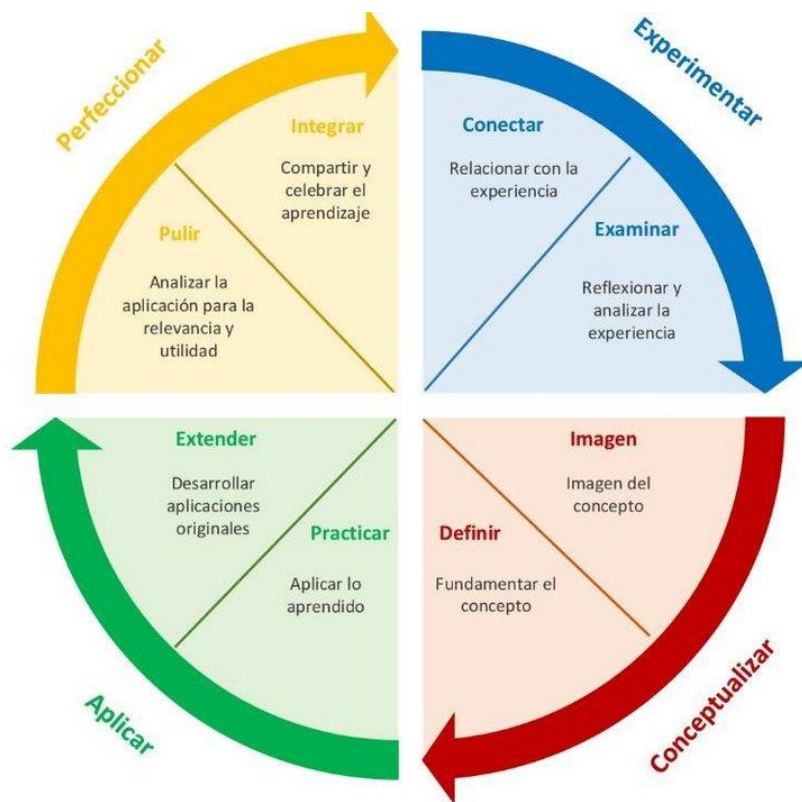 Experimentar
Conectar
Relacionar con la
experiencia
Examinar
Reflexionar y
analizar la
experiencia
Conceptualizar
Imagen
Imagen del
concepto
Definir
Fundamentar el
concepto
Aplicar
Practicar
Aplicar lo
aprendido
Extender
Desarrollar
aplicaciones
originales
Perfeccionar
Pulir
Analizar la
aplicación para la
relevancia y
utilidad
Integrar
Compartir y
celebrar el
aprendizaje